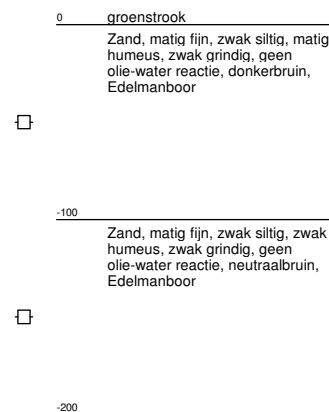 0 groenstrook
Zand, matig fijn, zwak siltig, matig
humeus, zwak grindig, geen
olie-water reactie, donkerbruin,
Edelmanboor
-100
Zand, matig fijn, zwak siltig, zwak
humeus, zwak grindig, geen
olie-water reactie, neutraalbruin,
Edelmanboor
-200